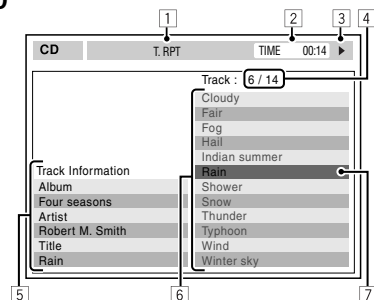 1 2 3 4
CD T. RPT TIME 00:14
Track : 6 / 14
Cloudy
Fair
Fog
Hail
Indian summer
Rain
Shower
Snow
Thunder
Typhoon
Wind
Winter sky
Track Information
Album
Four seasons
Artist
Robert M. Smith
Title
Rain
5 6 7